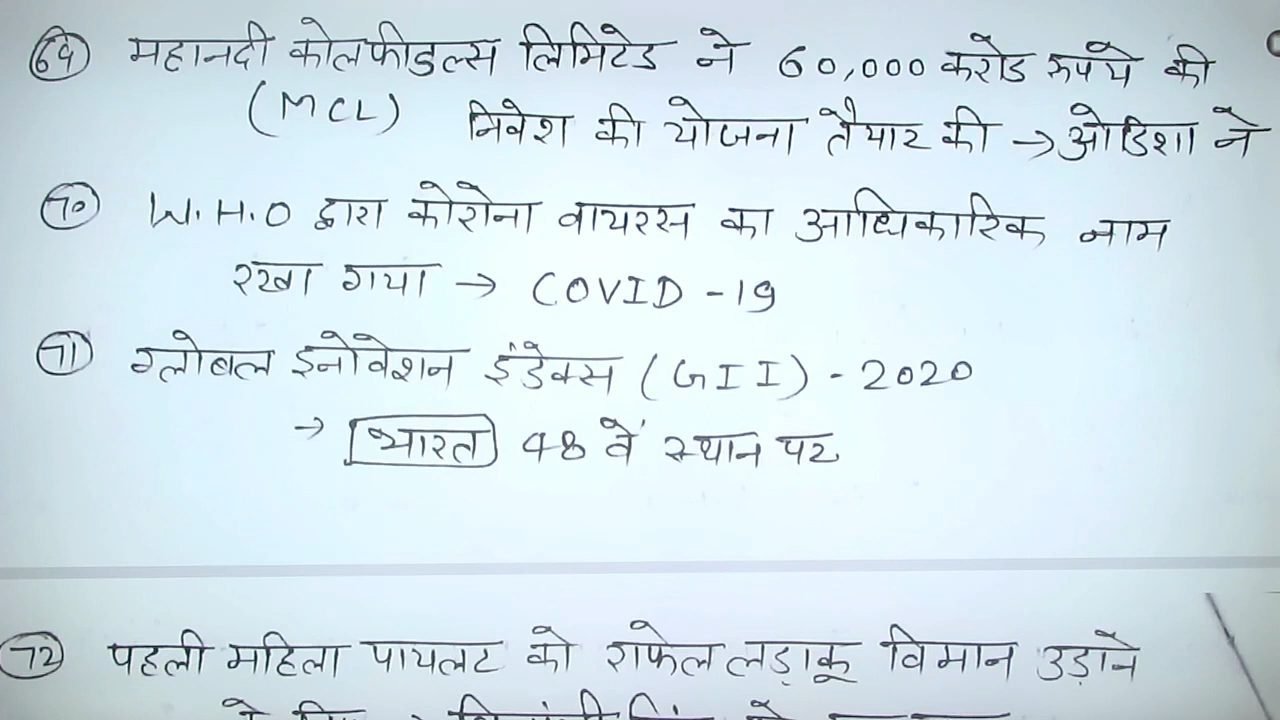 69 महानदी कोलफील्डस लिमिटेड ने 60,000 करोड रुपये की
(MCL) निवेश की योजना तैयार की → ओडिशा ने
70 W.H.O द्वारा कोरोना वायरस का आधिकारिक नाम
रखा गया → COVID -19
71 ग्लोबल इनोवेशन इंडेक्स (GII) - 2020
→ भारत 48 वें स्थान पर
72 पहली महिला पायलट को राफेल लड़ाकू विमान उड़ाने